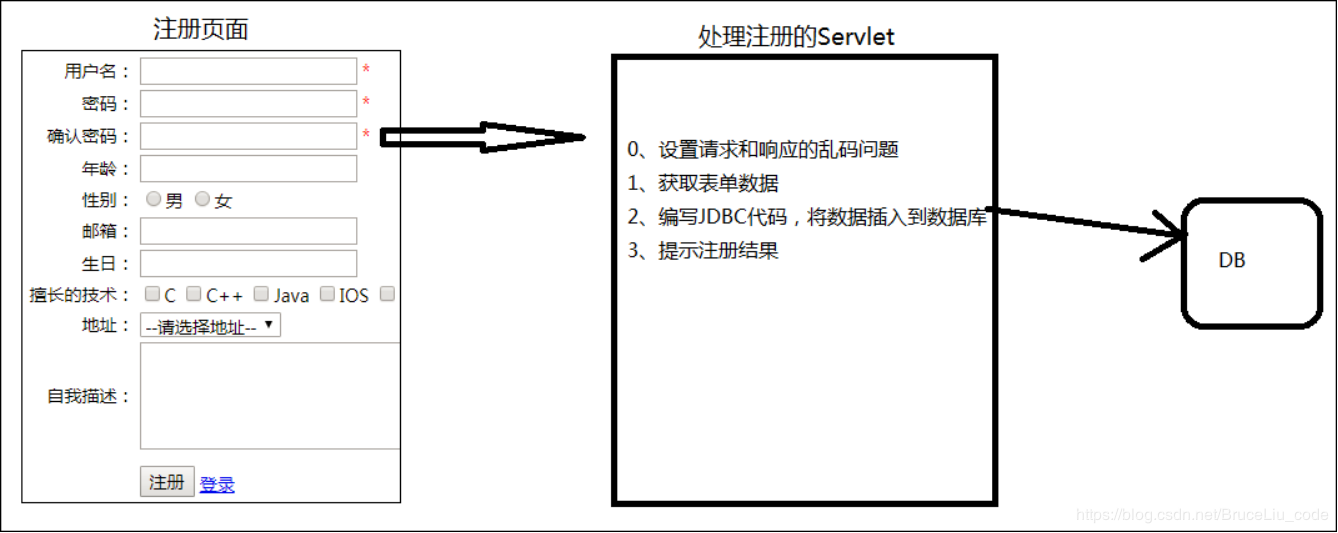 注册页面
用户名： *
密码： *
确认密码： *
年龄：
性别： 男 女
邮箱：
生日：
擅长的技术： C C++ Java IOS
地址： --请选择地址--
自我描述：
注册 登录
处理注册的Servlet
0、设置请求和响应的乱码问题
1、获取表单数据
2、编写JDBC代码，将数据插入到数据库
3、提示注册结果
DB
https://blog.csdn.net/BruceLiu_code